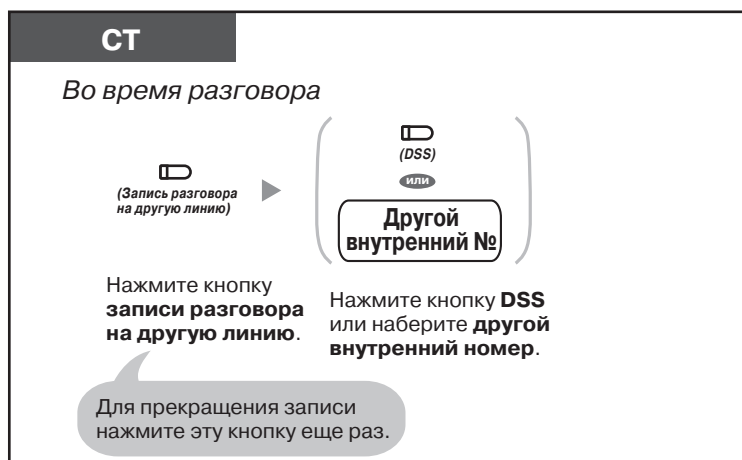 СТ
Во время разговора
(Запись разговора
на другую линию)
(DSS)
или
Другой
внутренний №
Нажмите кнопку
записи разговора
на другую линию.
Нажмите кнопку DSS
или наберите другой
внутренний номер.
Для прекращения записи
нажмите эту кнопку еще раз.